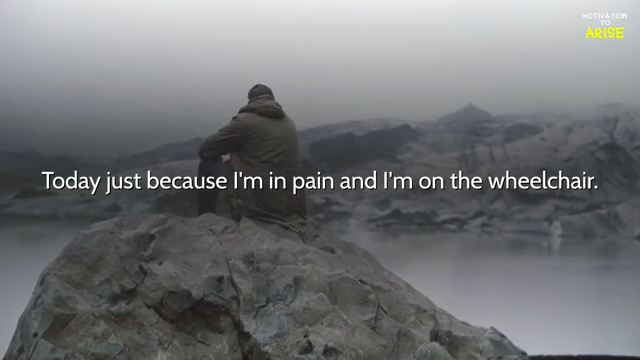 MOTIVATION
TO
ARISE
Today just because I'm in pain and I'm on the wheelchair.